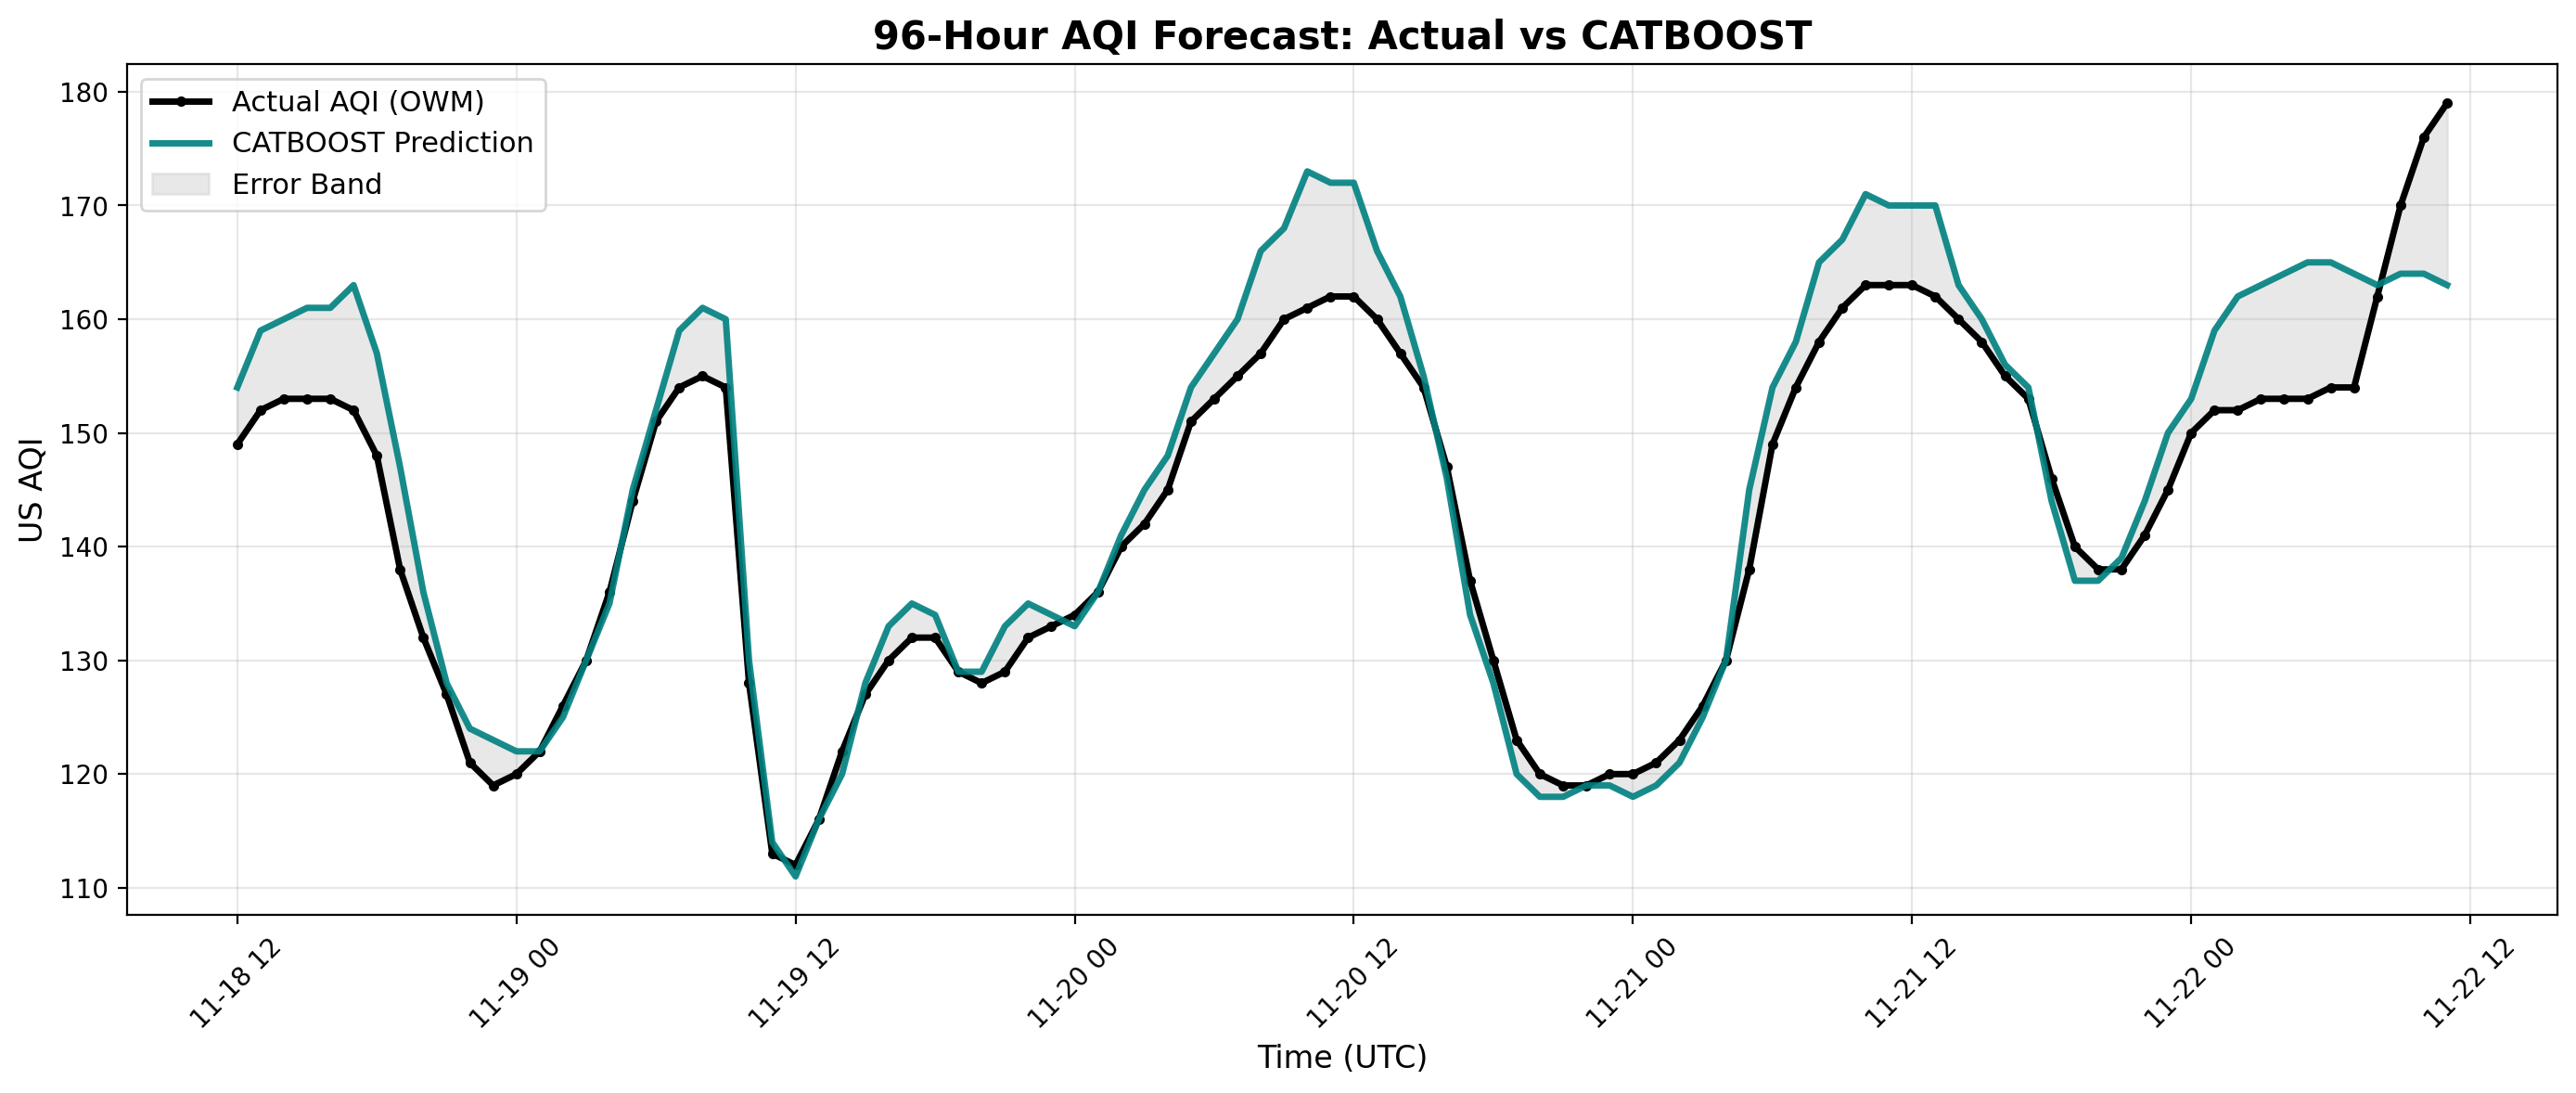 96-Hour AQI Forecast: Actual vs CATBOOST
Actual AQI (OWM)
CATBOOST Prediction
Error Band
US AQI
180
170
160
150
140
130
120
110
11-18 12
11-19 00
11-19 12
11-20 00
11-20 12
11-21 00
11-21 12
11-22 00
11-22 12
Time (UTC)